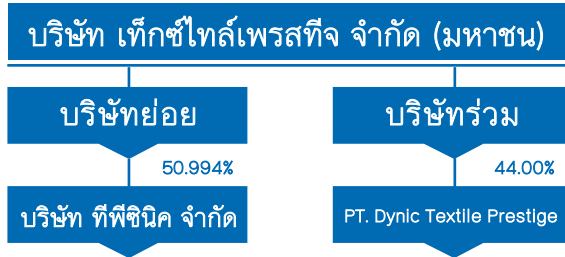 บริษัท เท็กซ์ไทล์เพรสทีจ จำกัด (มหาชน)
บริษัทย่อย
บริษัทร่วม
50.994%
44.00%
บริษัท ทีพีซินิค จำกัด
PT. Dynic Textile Prestige